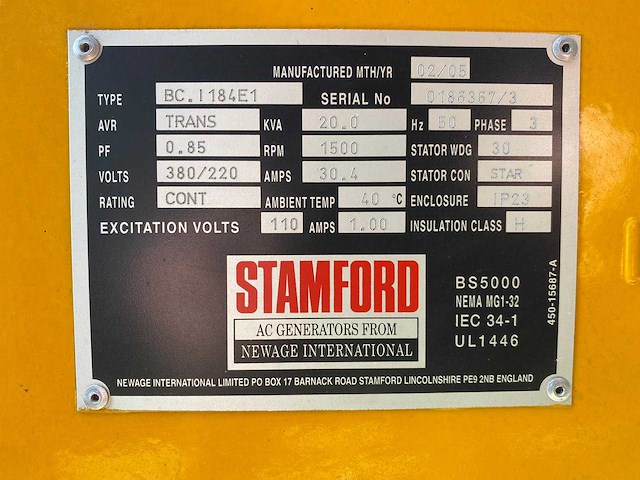 MANUFACTURED MTH/YR 02/05
TYPE BC.I184E1 SERIAL No 0186367/3
AVR TRANS KVA 20.0 Hz 50 PHASE 3
PF 0.85 RPM 1500 STATOR WDG 30
VOLTS 380/220 AMPS 30.4 STATOR CON STAR
RATING CONT AMBIENT TEMP 40 °C ENCLOSURE IP23
EXCITATION VOLTS 110 AMPS 1.00 INSULATION CLASS H
STAMFORD
AC GENERATORS FROM
NEWAGE INTERNATIONAL
BS5000
NEMA MG1-32
IEC 34-1
UL1446
450-15687-A
NEWAGE INTERNATIONAL LIMITED PO BOX 17 BARNACK ROAD STAMFORD LINCOLNSHIRE PE9 2NB ENGLAND